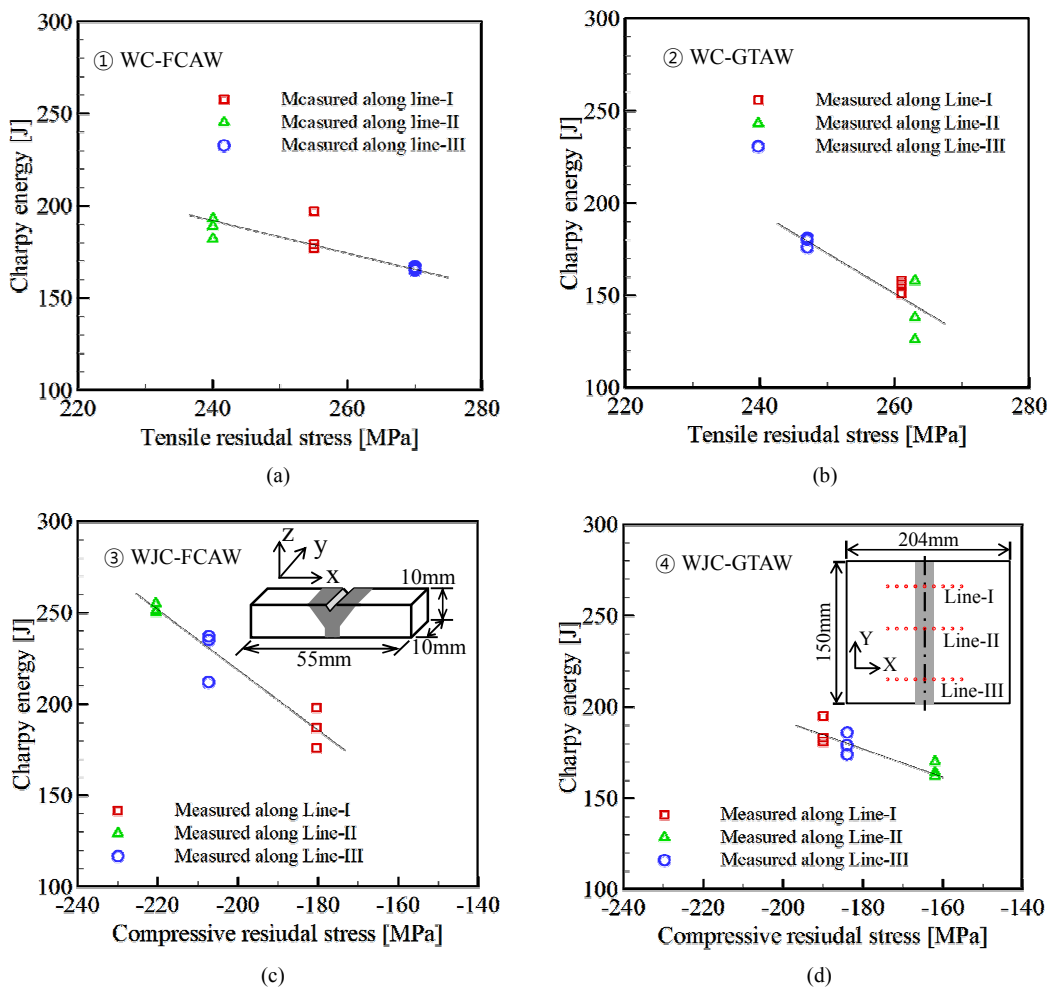 300
250
200
150
100
Charpy energy [J]
① WC-FCAW
Mcasured along line-I
Mcasured along line-II
Mcasured along line-III
220
240
260
280
Tensile resiudal stress [MPa]
(a)
300
250
200
150
100
Charpy energy [J]
② WC-GTAW
Measured along Line-I
Measured along Line-II
Measured along Line-III
220
240
260
280
Tensile resiudal stress [MPa]
(b)
300
250
200
150
100
Charpy energy [J]
③ WJC-FCAW
z
y
x
10mm
10mm
55mm
Measured along Line-I
Measured along Line-II
Measured along Line-III
-240
-220
-200
-180
-160
-140
Compressive resiudal stress [MPa]
(c)
300
250
200
150
100
Charpy energy [J]
④ WJC-GTAW
204mm
150mm
Line-I
Line-II
Line-III
Y
X
Measured along Line-I
Measured along Line-II
Measured along Line-III
-240
-220
-200
-180
-160
-140
Compressive resiudal stress [MPa]
(d)